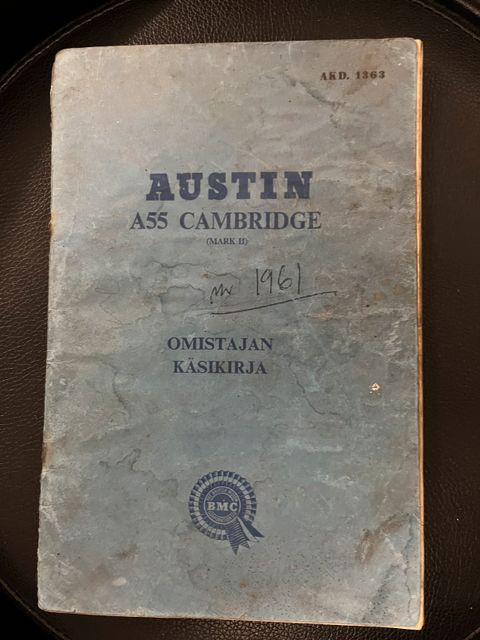 AKD. 1363
AUSTIN
A55 CAMBRIDGE
(MARK II)
1961
OMISTAJAN
KÄSIKIRJA
BMC